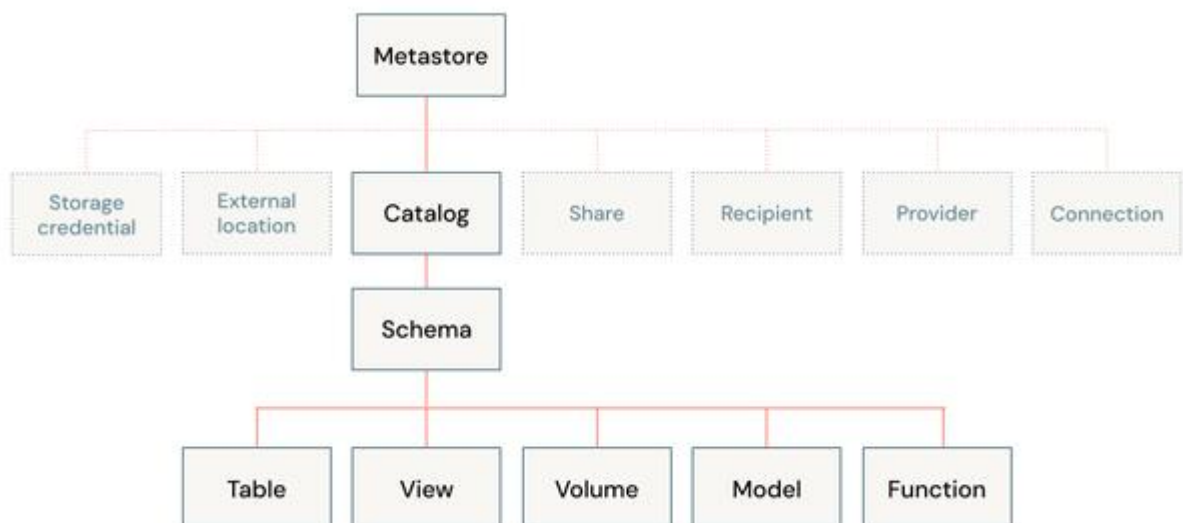 Metastore
Storage
credential
External
location
Catalog
Share
Recipient
Provider
Connection
Schema
Table
View
Volume
Model
Function